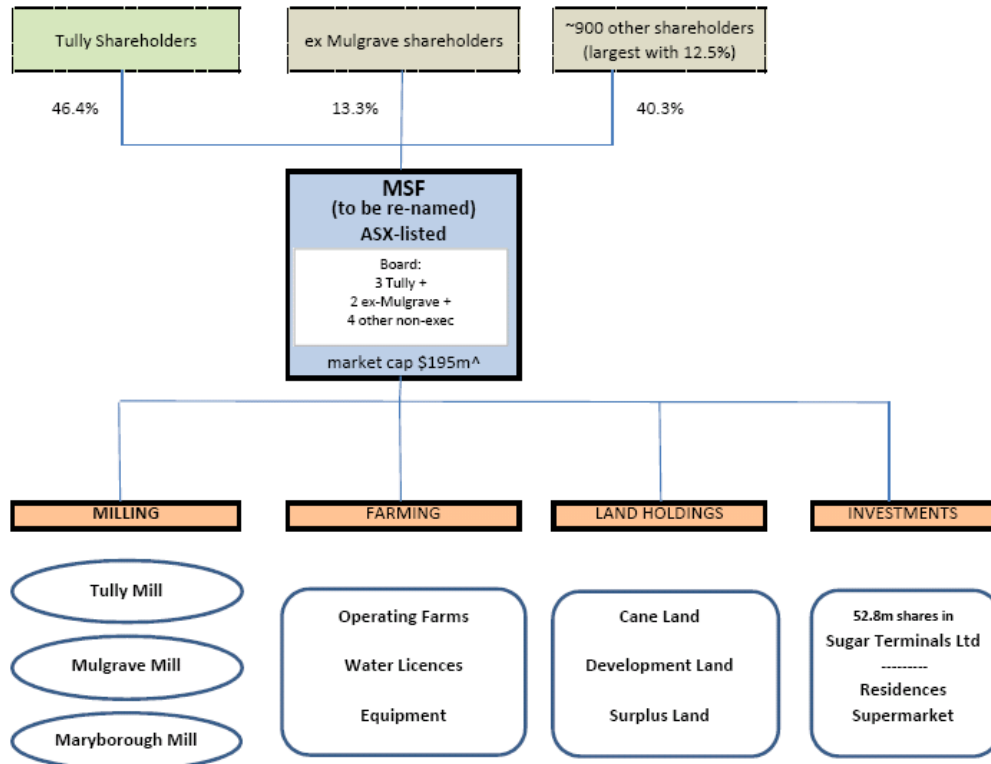 Tully Shareholders
ex Mulgrave shareholders
~900 other shareholders
(largest with 12.5%)
46.4%
13.3%
40.3%
MSF
(to be re-named)
ASX-listed
Board:
3 Tully +
2 ex-Mulgrave +
4 other non-exec
market cap $195m^
MILLING
FARMING
LAND HOLDINGS
INVESTMENTS
Tully Mill
Mulgrave Mill
Maryborough Mill
Operating Farms
Water Licences
Equipment
Cane Land
Development Land
Surplus Land
52.8m shares in
Sugar Terminals Ltd
---------
Residences
Supermarket